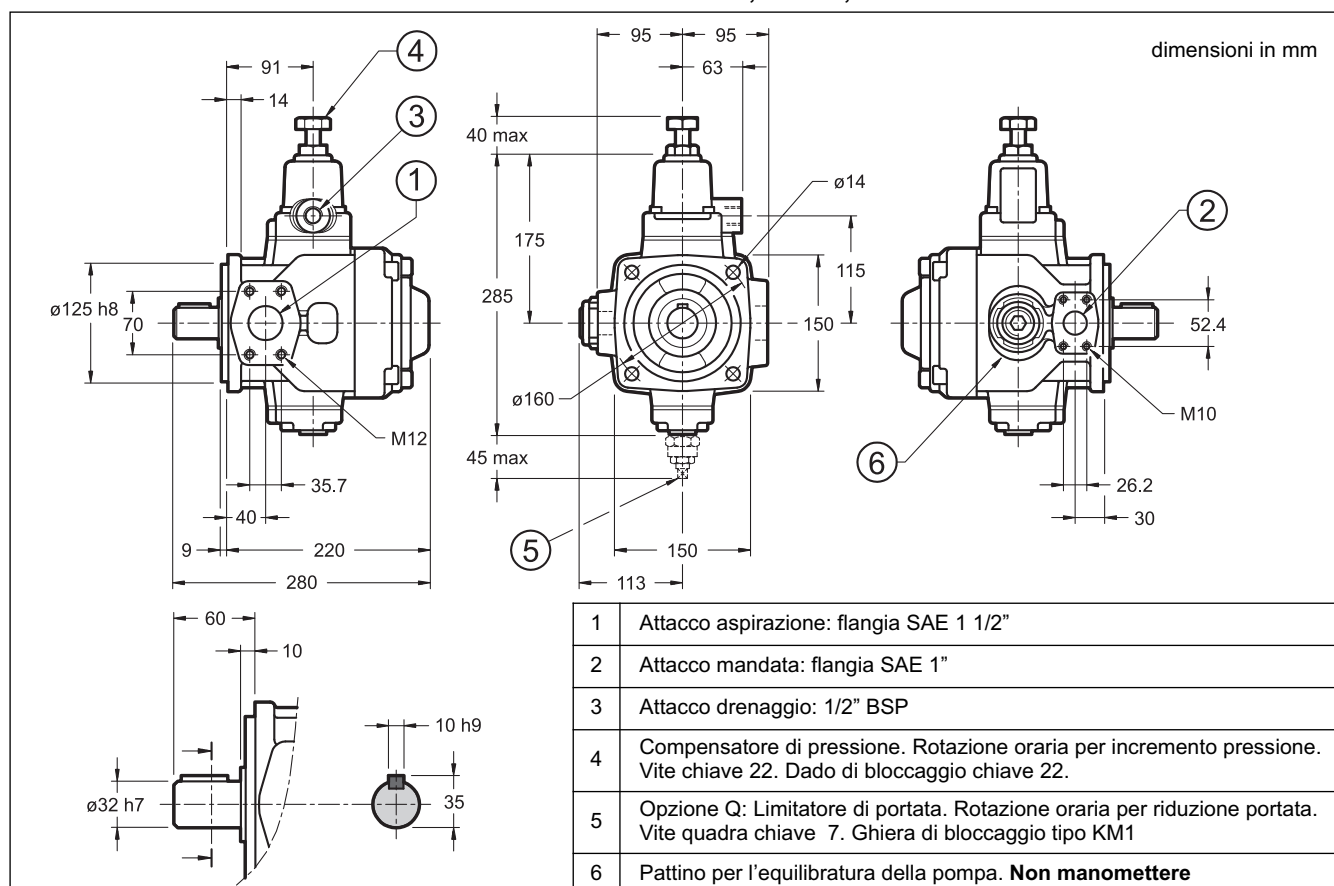 95
95
dimensioni in mm
4
91
63
14
40 max
3
1
ø14
2
175
115
285
ø125 h8
70
150
52.4
ø160
M12
M10
45 max
6
35.7
26.2
40
5
30
9
220
150
280
113
60
10
10 h9
ø32 h7
35
1 Attacco aspirazione: flangia SAE 1 1/2”
2 Attacco mandata: flangia SAE 1”
3 Attacco drenaggio: 1/2” BSP
4 Compensatore di pressione. Rotazione oraria per incremento pressione.
Vite chiave 22. Dado di bloccaggio chiave 22.
5 Opzione Q: Limitatore di portata. Rotazione oraria per riduzione portata.
Vite quadra chiave 7. Ghiera di bloccaggio tipo KM1
6 Pattino per l’equilibratura della pompa. Non manomettere